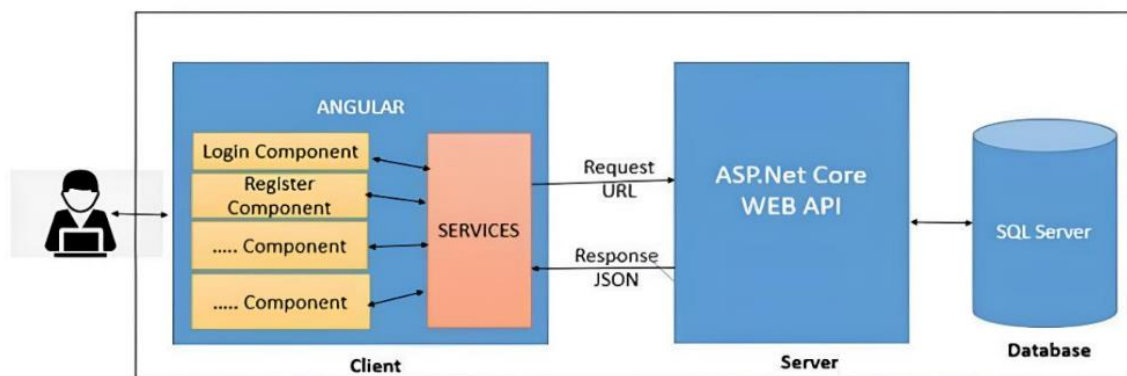 ANGULAR
Login Component
Register
Component
..... Component
..... Component
SERVICES
Request
URL
Response
JSON
ASP.Net Core
WEB API
SQL Server
Client
Server
Database